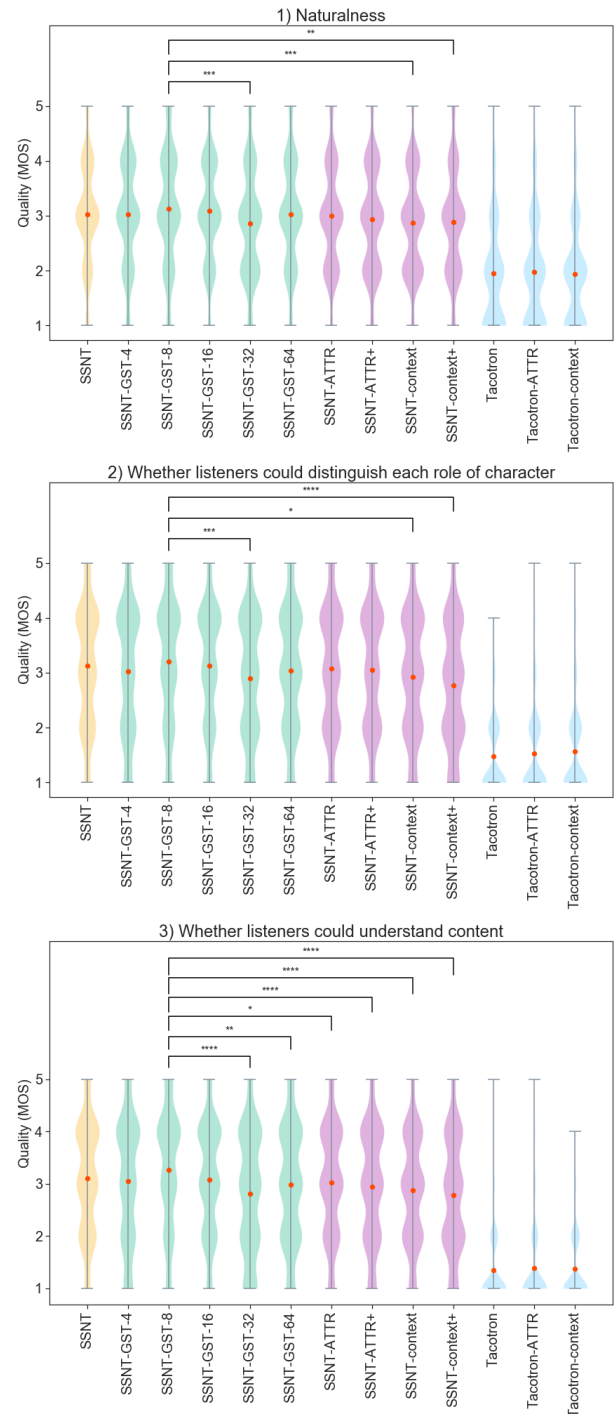 1) Naturalness
**
***
***
5
4
3
2
1
Quality (MOS)
SSNT
SSNT-GST-4
SSNT-GST-8
SSNT-GST-16
SSNT-GST-32
SSNT-GST-64
SSNT-ATTR
SSNT-ATTR+
SSNT-context
SSNT-context+
Tacotron
Tacotron-ATTR
Tacotron-context
2) Whether listeners could distinguish each role of character
****
*
***
5
4
3
2
1
Quality (MOS)
SSNT
SSNT-GST-4
SSNT-GST-8
SSNT-GST-16
SSNT-GST-32
SSNT-GST-64
SSNT-ATTR
SSNT-ATTR+
SSNT-context
SSNT-context+
Tacotron
Tacotron-ATTR
Tacotron-context
3) Whether listeners could understand content
****
****
****
*
**
****
5
4
3
2
1
Quality (MOS)
SSNT
SSNT-GST-4
SSNT-GST-8
SSNT-GST-16
SSNT-GST-32
SSNT-GST-64
SSNT-ATTR
SSNT-ATTR+
SSNT-context
SSNT-context+
Tacotron
Tacotron-ATTR
Tacotron-context